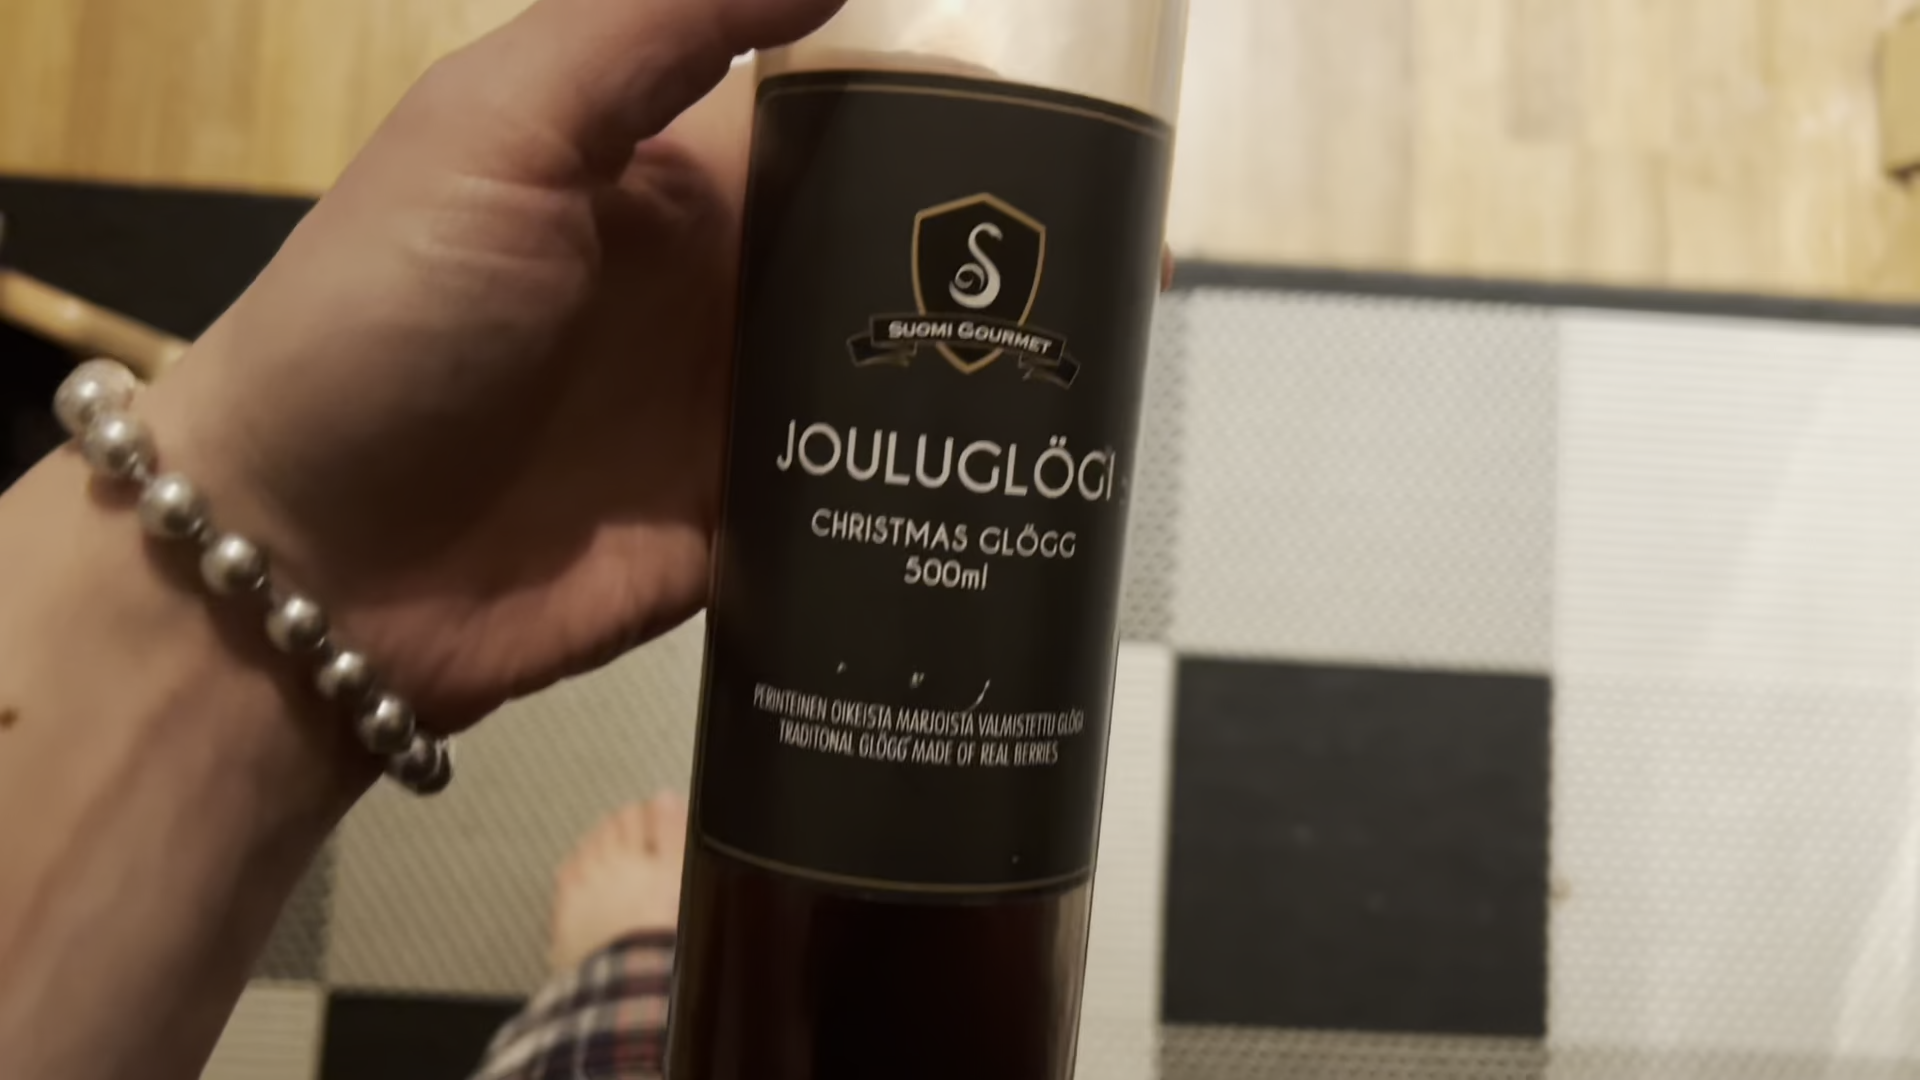 S
SUOMI GOURMET
JOULUGLÖGI
CHRISTMAS GLÖGG
500ml
PERINTEINEN OIKEISTA MARJOISTA VALMISTETTU GLÖGI
TRADITONAL GLÖGG MADE OF REAL BERRIES